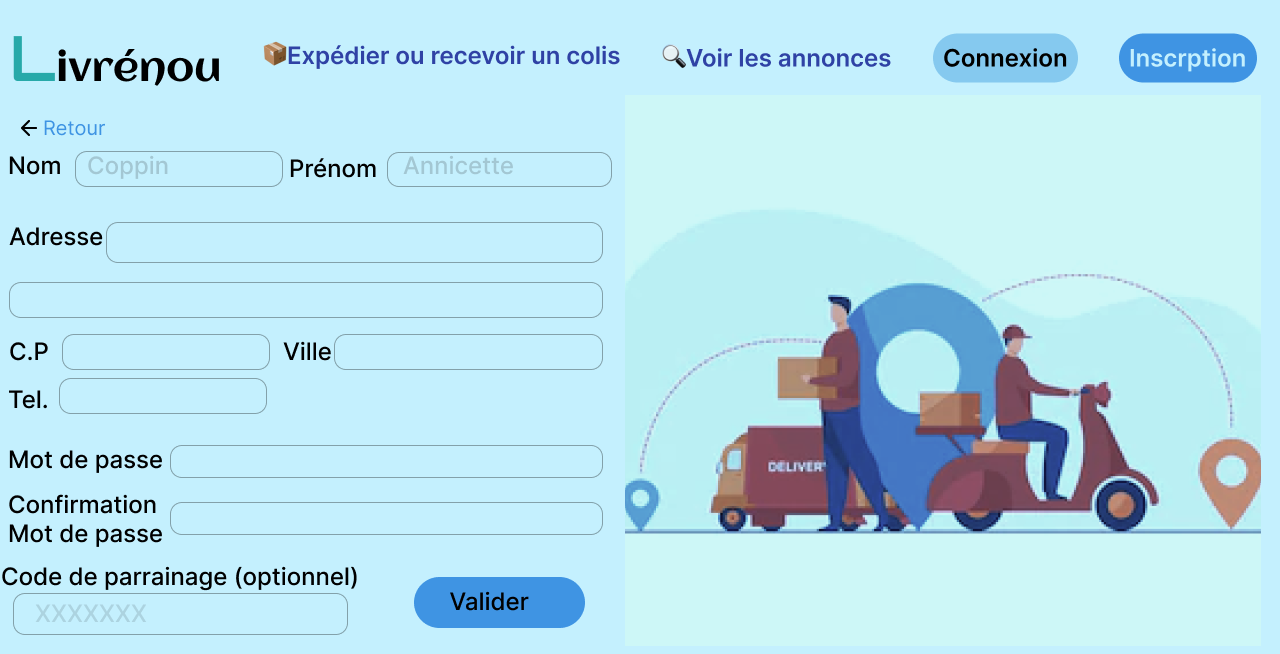 Livrénou
📦Expédier ou recevoir un colis
🔍Voir les annonces
Connexion
Inscrption
← Retour
Nom Coppin Prénom Annicette
Adresse
C.P Ville
Tel.
Mot de passe
Confirmation
Mot de passe
Code de parrainage (optionnel)
XXXXXXX
Valider
DELIVERY